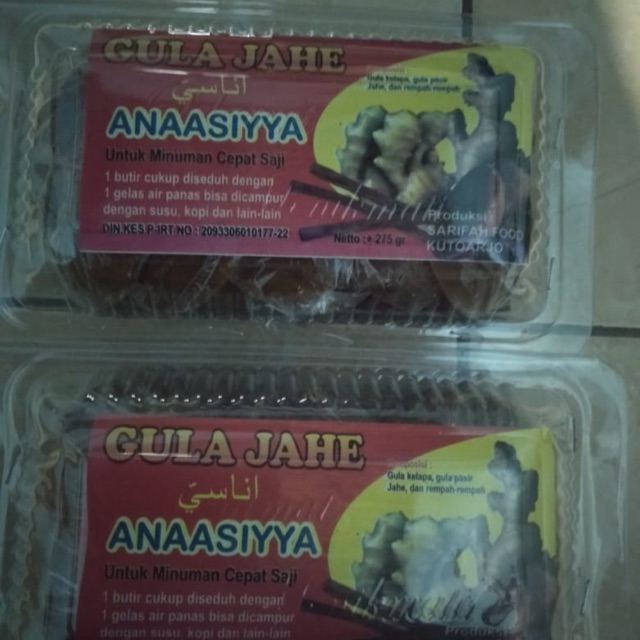 GULA JAHE
اناسيّ
ANAASIYYA
Untuk Minuman Cepat Saji
1 butir cukup diseduh dengan
1 gelas air panas bisa dicampur
dengan susu, kopi dan lain-lain
DIN.KES P-IRT NO : 2093306010177-22
Gula kelapa, gula pasir
Jahe, dan rempah-rempah
Netto : ± 275 gr
Produksi
SARIFAH FOOD
KUTOARJO
GULA JAHE
اناسيّ
ANAASIYYA
Untuk Minuman Cepat Saji
1 butir cukup diseduh dengan
1 gelas air panas bisa dicampur
dengan susu, kopi dan lain-lain
Gula kelapa, gula pasir
Jahe, dan rempah-rempah
Produksi